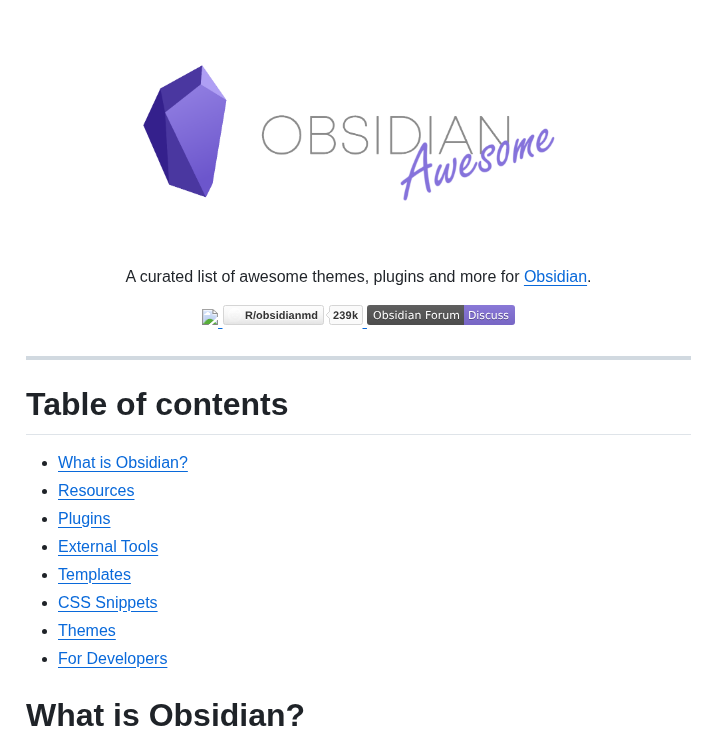 OBSIDIAN
Awesome
A curated list of awesome themes, plugins and more for Obsidian.
R/obsidianmd 239k Obsidian Forum Discuss
Table of contents
What is Obsidian?
Resources
Plugins
External Tools
Templates
CSS Snippets
Themes
For Developers
What is Obsidian?